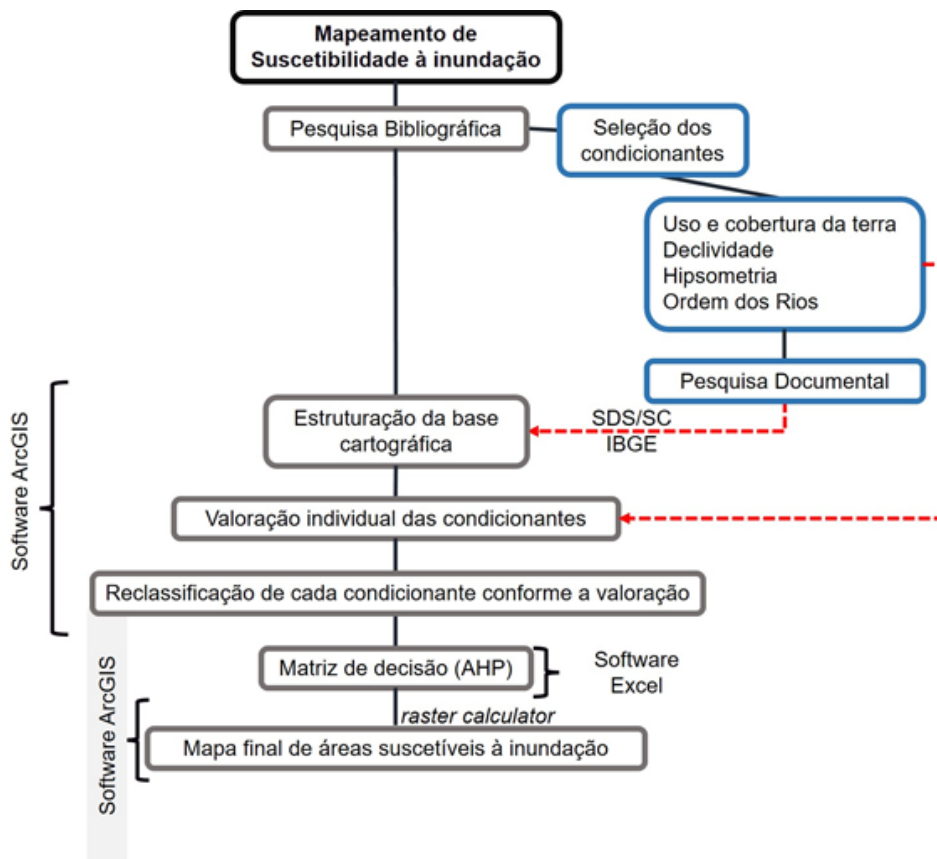 Mapeamento de
Suscetibilidade à inundação
Pesquisa Bibliográfica
Seleção dos
condicionantes
Uso e cobertura da terra
Declividade
Hipsometria
Ordem dos Rios
Pesquisa Documental
Estruturação da base
cartográfica
SDS/SC
IBGE
Software ArcGIS
Valoração individual das condicionantes
Reclassificação de cada condicionante conforme a valoração
Matriz de decisão (AHP)
Software
Excel
raster calculator
Software ArcGIS
Mapa final de áreas suscetíveis à inundação